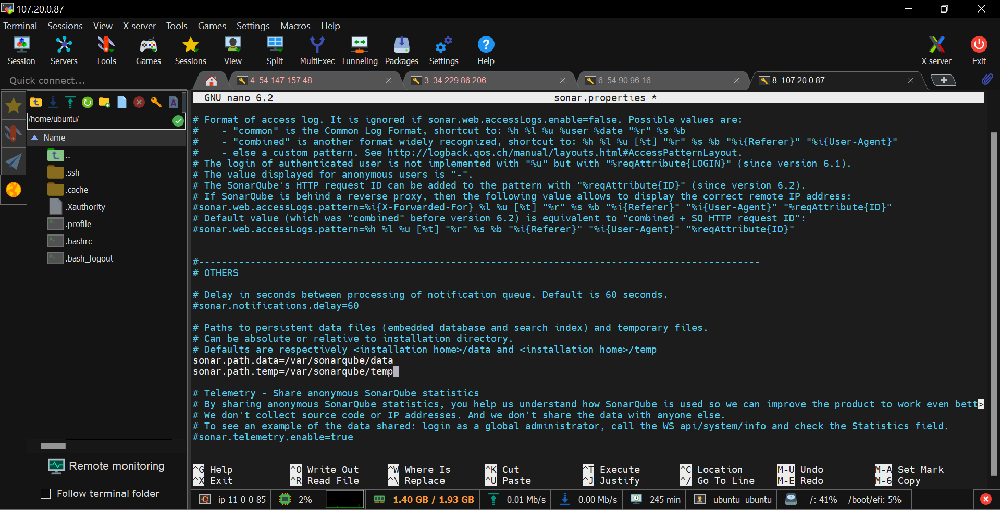 107.20.0.87
Terminal Sessions View X server Tools Games Settings Macros Help
Session Servers Tools Games Sessions View Split MultiExec Tunneling Packages Settings Help X server Exit
Quick connect...
4. 54.147.157.48
3. 34.229.86.206
6. 54.90.96.16
8. 107.20.0.87
/home/ubuntu/
Name
..
.ssh
.cache
.Xauthority
.profile
.bashrc
.bash_logout
Remote monitoring
Follow terminal folder
GNU nano 6.2 sonar.properties *
# Format of access log. It is ignored if sonar.web.accessLogs.enable=false. Possible values are:
#    - "common" is the Common Log Format, shortcut to: %h %l %u %user %date "%r" %s %b
#    - "combined" is another format widely recognized, shortcut to: %h %l %u [%t] "%r" %s %b "%i{Referer}" "%i{User-Agent}"
#    - else a custom pattern. See http://logback.qos.ch/manual/layouts.html#AccessPatternLayout.
# The login of authenticated user is not implemented with "%u" but with "%reqAttribute{LOGIN}" (since version 6.1).
# The value displayed for anonymous users is "-".
# The SonarQube's HTTP request ID can be added to the pattern with "%reqAttribute{ID}" (since version 6.2).
# If SonarQube is behind a reverse proxy, then the following value allows to display the correct remote IP address:
#sonar.web.accessLogs.pattern=%i{X-Forwarded-For} %l %u [%t] "%r" %s %b "%i{Referer}" "%i{User-Agent}" "%reqAttribute{ID}"
# Default value (which was "combined" before version 6.2) is equivalent to "combined + SQ HTTP request ID":
#sonar.web.accessLogs.pattern=%h %l %u [%t] "%r" %s %b "%i{Referer}" "%i{User-Agent}" "%reqAttribute{ID}"
#--------------------------------------------------------------------------------------------------
# OTHERS
# Delay in seconds between processing of notification queue. Default is 60 seconds.
#sonar.notifications.delay=60
# Paths to persistent data files (embedded database and search index) and temporary files.
# Can be absolute or relative to installation directory.
# Defaults are respectively <installation home>/data and <installation home>/temp
sonar.path.data=/var/sonarqube/data
sonar.path.temp=/var/sonarqube/temp
# Telemetry - Share anonymous SonarQube statistics
# By sharing anonymous SonarQube statistics, you help us understand how SonarQube is used so we can improve the product to work even bett>
# We don't collect source code or IP addresses. And we don't share the data with anyone else.
# To see an example of the data shared: login as a global administrator, call the WS api/system/info and check the Statistics field.
#sonar.telemetry.enable=true
^G Help ^O Write Out ^W Where Is ^K Cut ^T Execute ^C Location M-U Undo M-A Set Mark
^X Exit ^R Read File ^\ Replace ^U Paste ^J Justify ^/ Go To Line M-E Redo M-6 Copy
ip-11-0-0-85 2% 1.40 GB / 1.93 GB 0.01 Mb/s 0.00 Mb/s 245 min ubuntu ubuntu /: 41% /boot/efi: 5%